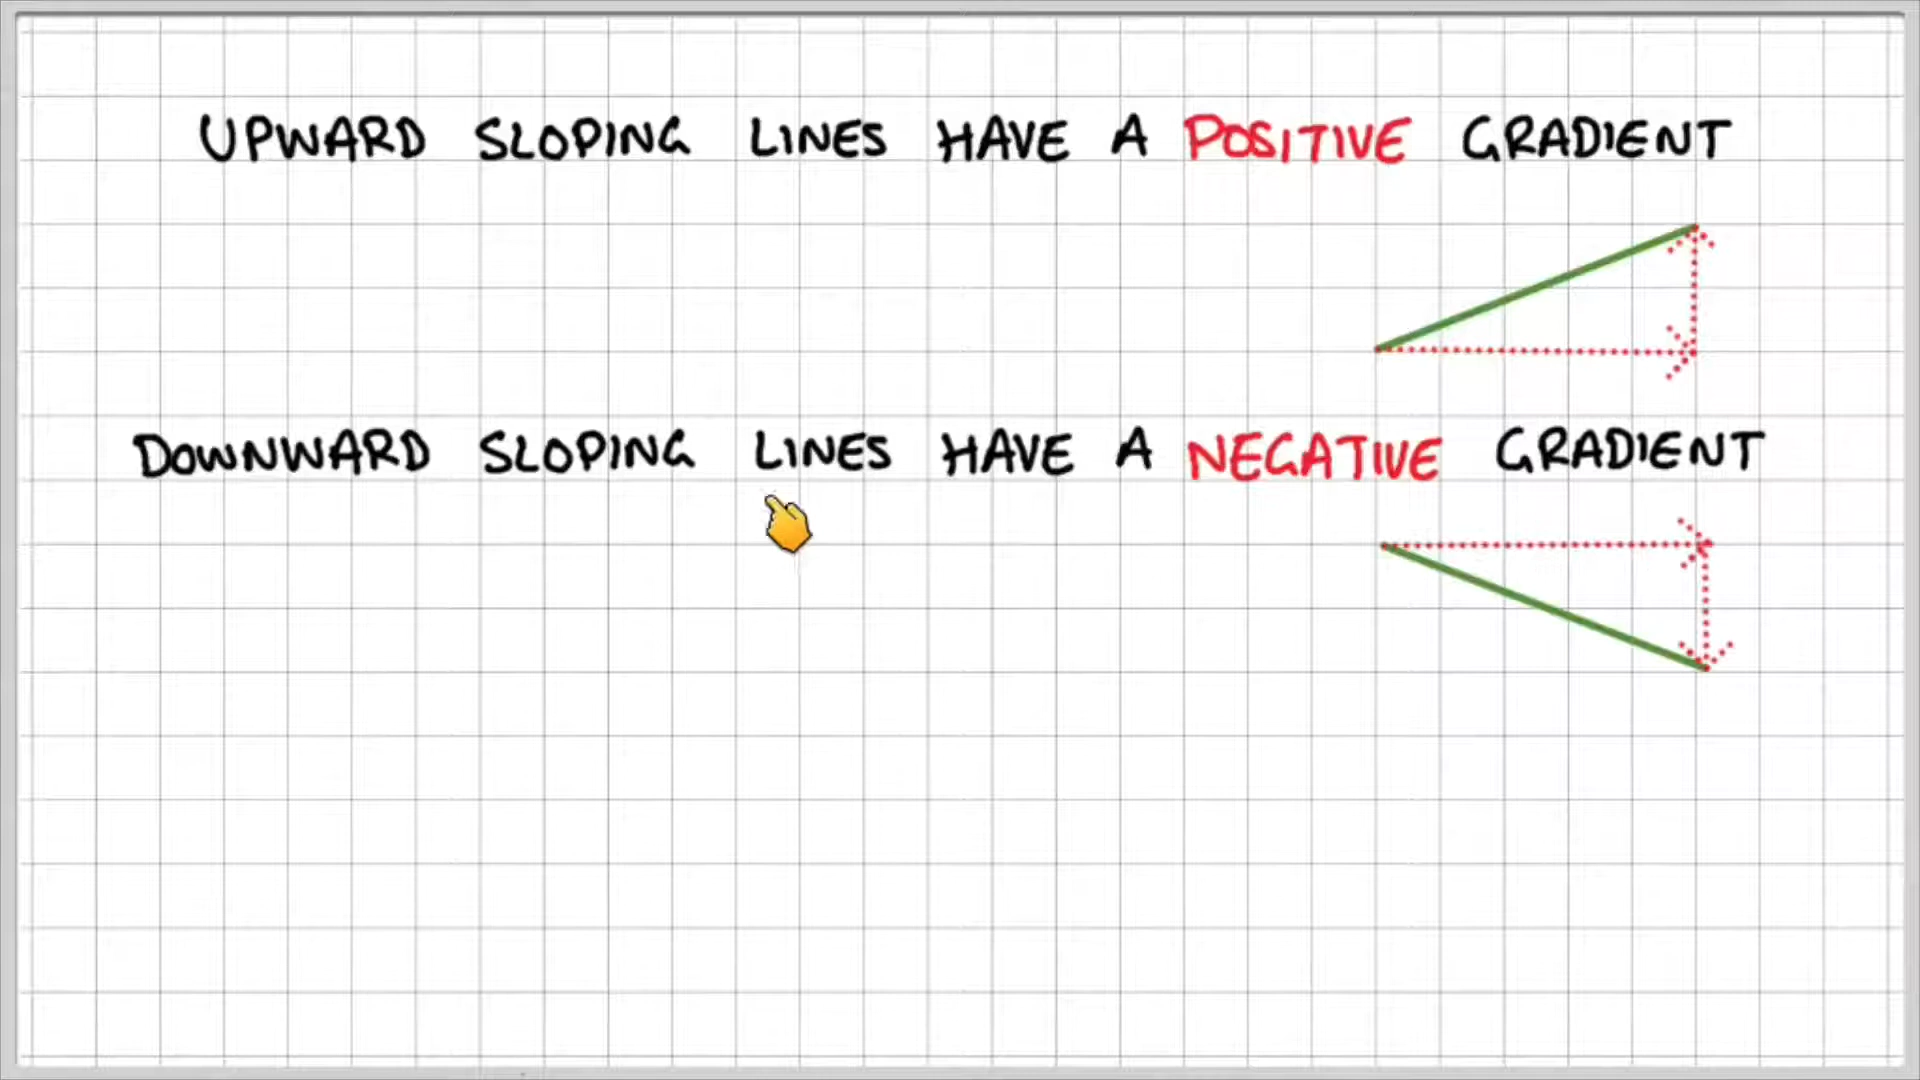 UPWARD SLOPING LINES HAVE A POSITIVE GRADIENT
DOWNWARD SLOPING LINES HAVE A NEGATIVE GRADIENT